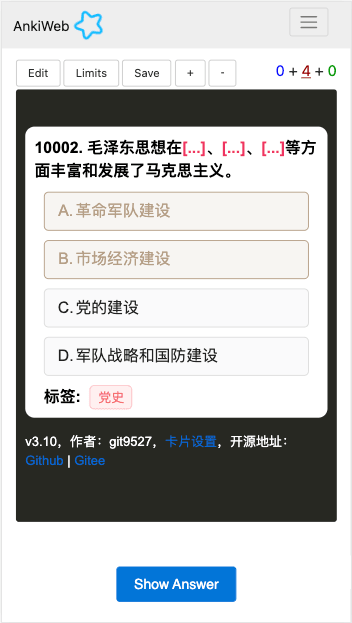 AnkiWeb
Edit Limits Save + - 0 + 4 + 0
10002. 毛泽东思想在[...]、[...]、[...]等方
面丰富和发展了马克思主义。
A. 革命军队建设
B. 市场经济建设
C. 党的建设
D. 军队战略和国防建设
标签: 党史
v3.10，作者：git9527，卡片设置，开源地址：
Github | Gitee
Show Answer